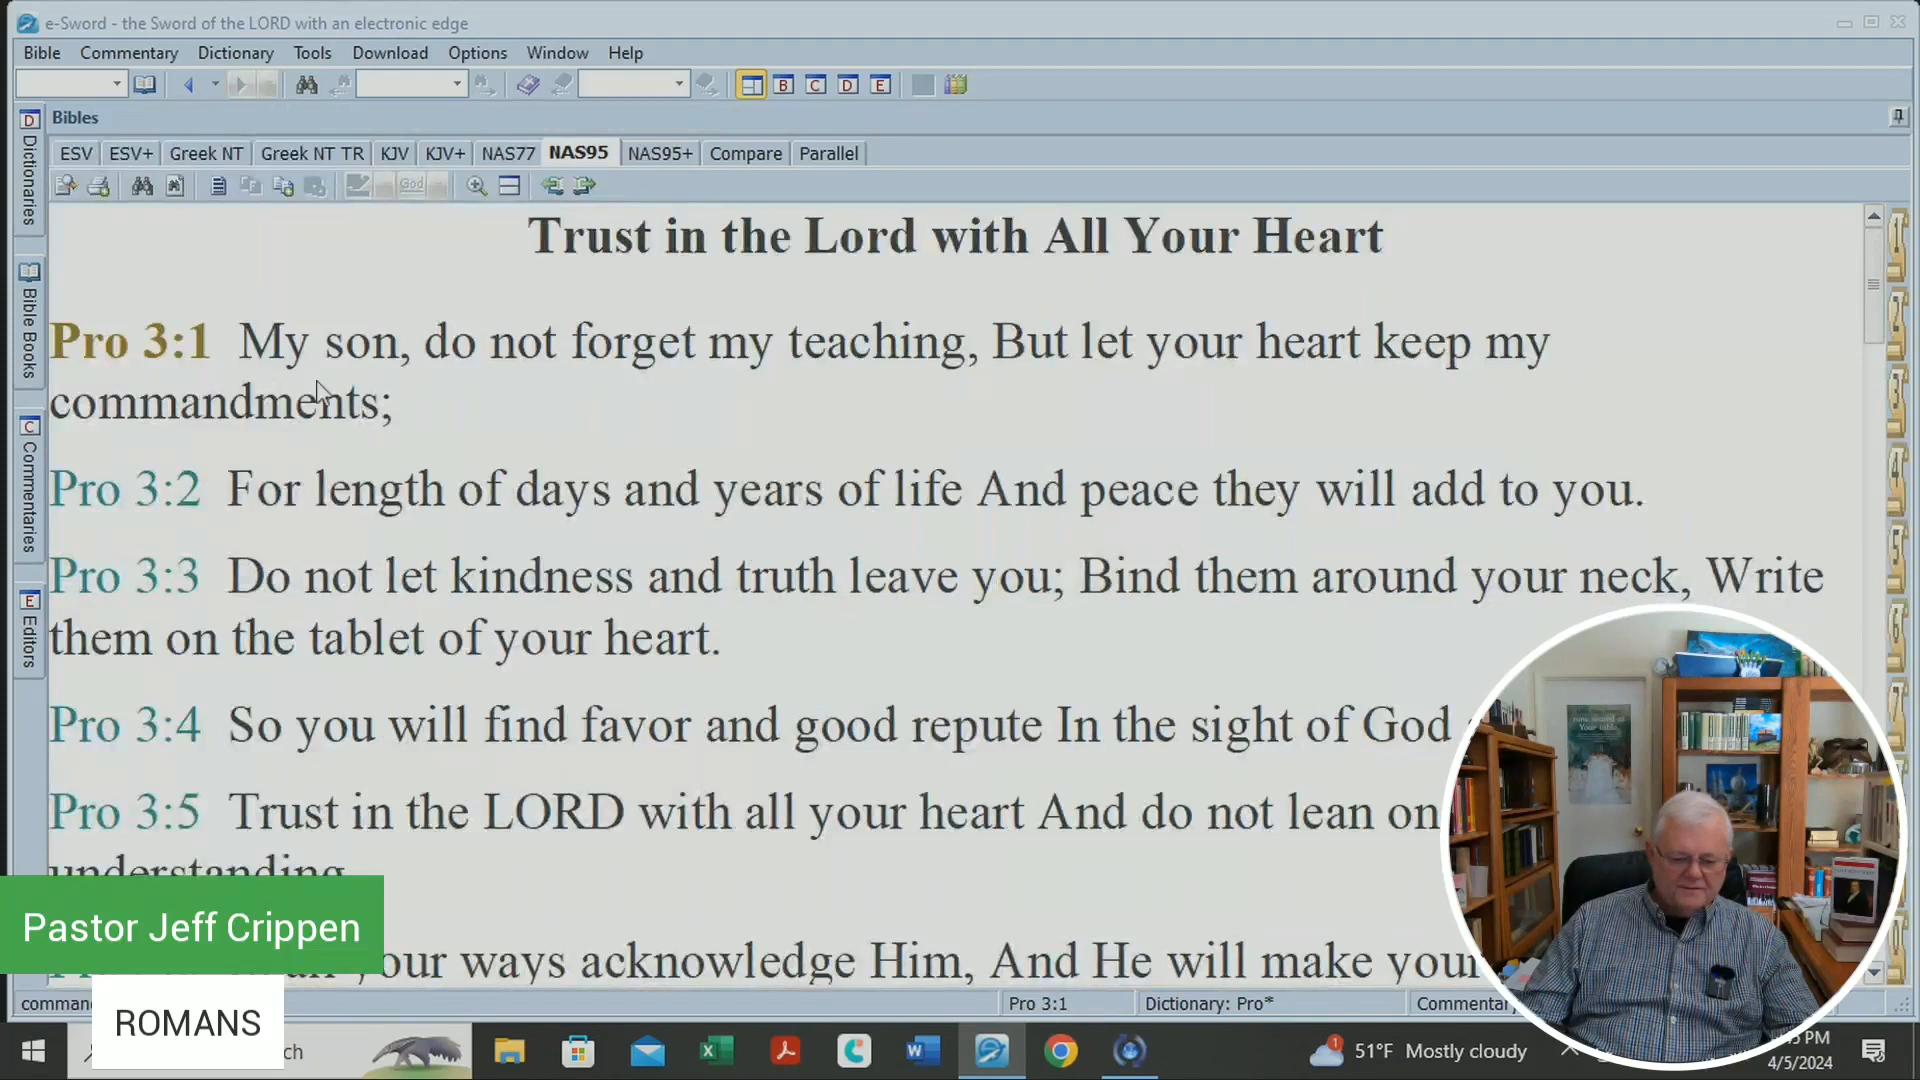 e-Sword - the Sword of the LORD with an electronic edge
Bible Commentary Dictionary Tools Download Options Window Help
B C D E
Bibles
ESV ESV+ Greek NT Greek NT TR KJV KJV+ NAS77 NAS95 NAS95+ Compare Parallel
God
D Dictionaries
Bible Books
C Commentaries
E Editors
Trust in the Lord with All Your Heart
Pro 3:1 My son, do not forget my teaching, But let your heart keep my
commandments;
Pro 3:2 For length of days and years of life And peace they will add to you.
Pro 3:3 Do not let kindness and truth leave you; Bind them around your neck, Write
them on the tablet of your heart.
Pro 3:4 So you will find favor and good repute In the sight of God
Pro 3:5 Trust in the LORD with all your heart And do not lean on
understanding.
your ways acknowledge Him, And He will make your
Pastor Jeff Crippen
ROMANS
Pro 3:1 Dictionary: Pro*
51°F Mostly cloudy
PM
4/5/2024